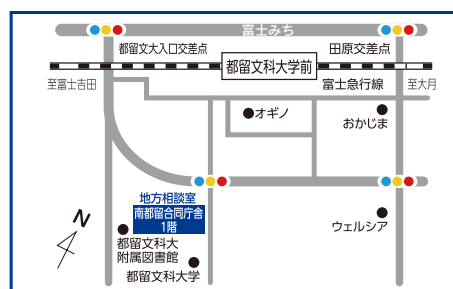 富士みち
都留文大入口交差点
田原交差点
都留文科大学前
至富士吉田
富士急行線
至大月
オギノ
おかじま
地方相談室
南都留合同庁舎
1階
N
ウェルシア
都留文科大
附属図書館
都留文科大学